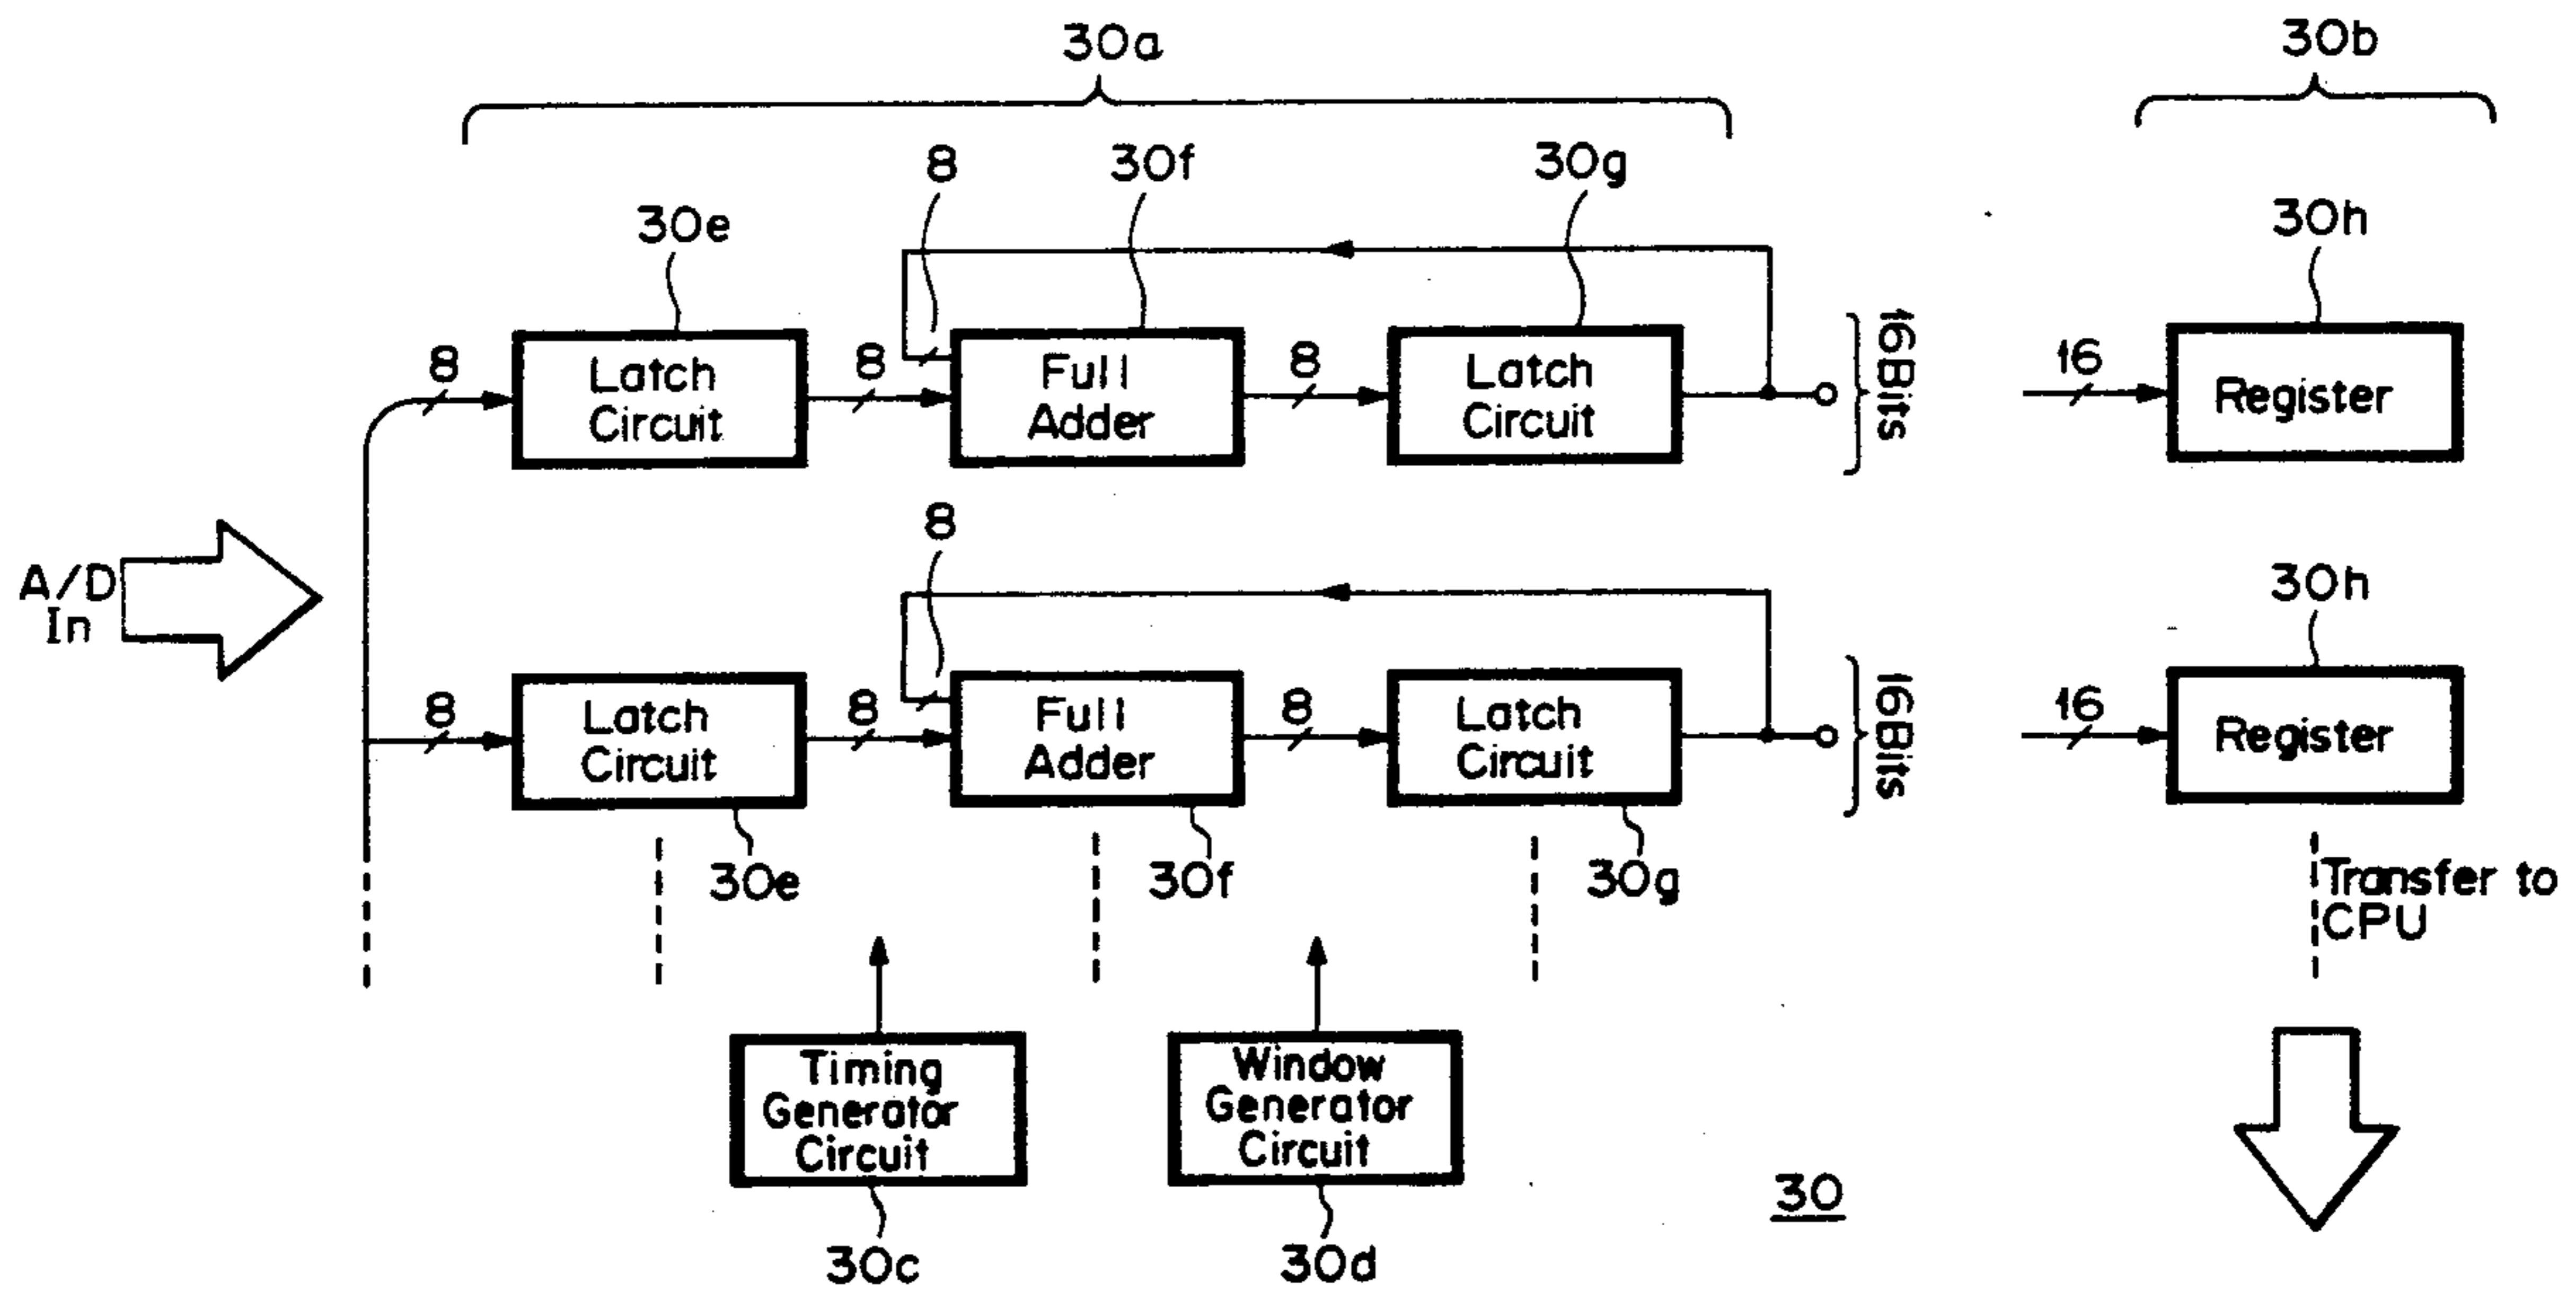 30a
30b
8
30f
30g
30e
30h
8
Latch
Circuit
8
Full
Adder
8
Latch
Circuit
16Bits
16
Register
8
A/D
In
30h
8
Latch
Circuit
8
Full
Adder
8
Latch
Circuit
16Bits
16
Register
30e
30f
30g
Transfer to
CPU
Timing
Generator
Circuit
Window
Generator
Circuit
30
30c
30d